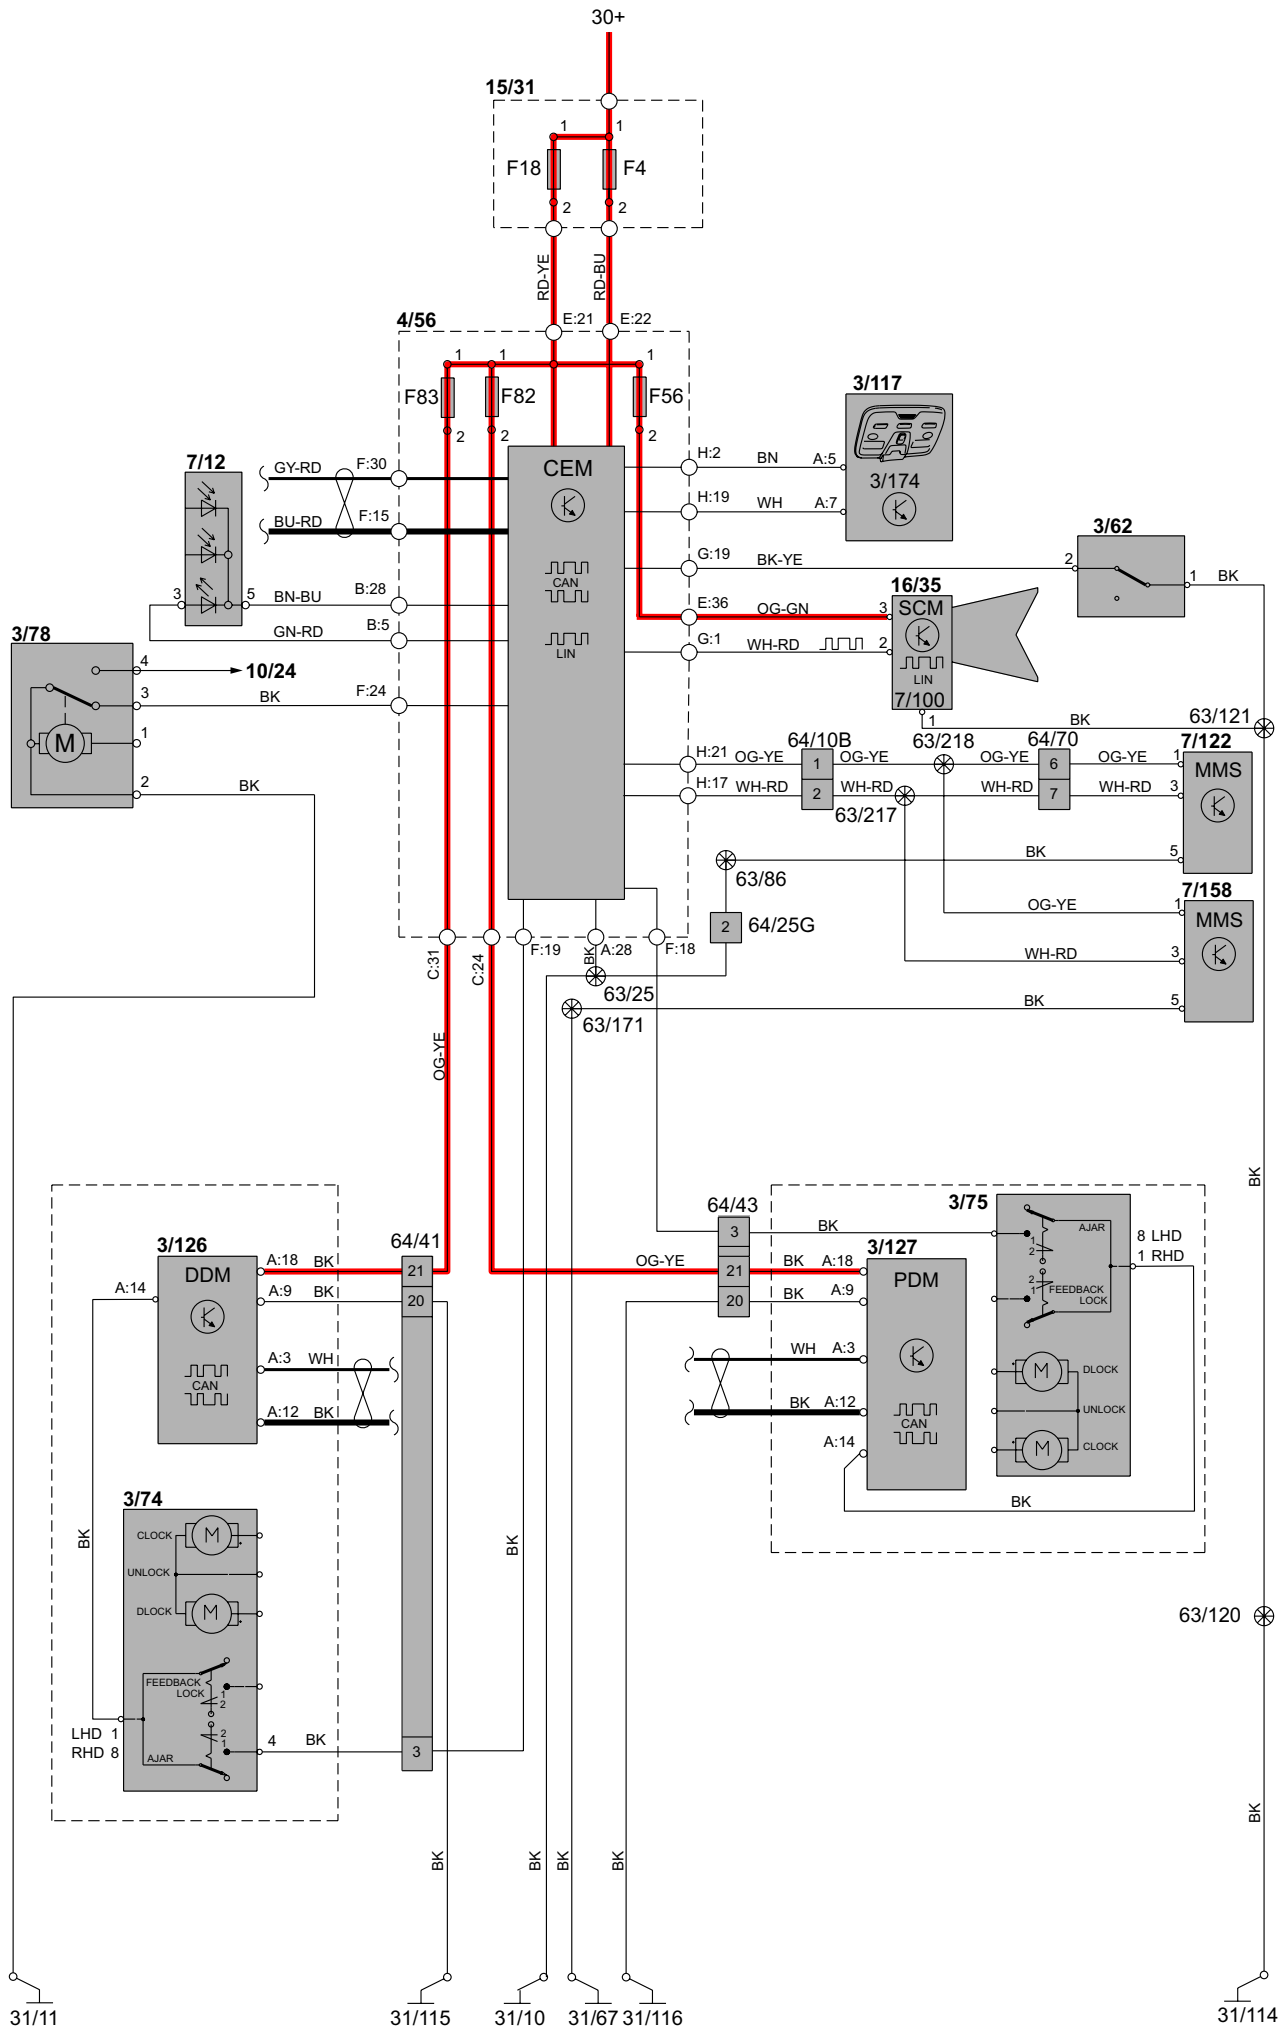 30+
15/31
1 1
F18 F4
2 2
RD-YE RD-BU
4/56 E:21 E:22
1 1 1
F83 F82 F56
2 2 2
3/117
7/12 GY-RD F:30 CEM H:2 BN A:5
3/174
BU-RD F:15 H:19 WH A:7
3/62
G:19 BK-YE 2 1 BK
CAN
3 5 BN-BU B:28 E:36 OG-GN 3 16/35
SCM
3/78 GN-RD B:5 LIN G:1 WH-RD 2
LIN
4 10/24
7/100
3 BK F:24
1 BK 63/121
M 1
64/10B 63/218 64/70 7/122
H:21 OG-YE 1 OG-YE OG-YE 6 OG-YE 1 MMS
2 BK H:17 WH-RD 2 WH-RD WH-RD 7 WH-RD 3
63/217
BK 5
63/86
7/158
2 64/25G OG-YE 1 MMS
C:31 C:24 F:19 BK A:28 F:18
WH-RD 3
63/25
BK 5
63/171
OG-YE
BK
64/43 3/75
3 BK AJAR 8 LHD
1 RHD
1
2
3/126 64/41 3/127
DDM A:18 BK 21 OG-YE 21 BK A:18 PDM
2
1
FEEDBACK
LOCK
A:14 A:9 BK 20 20 BK A:9
A:3 WH WH A:3 M DLOCK
CAN
A:12 BK BK A:12 UNLOCK
CAN
A:14 M CLOCK
3/74
BK
CLOCK M
BK BK
UNLOCK
DLOCK M
63/120
FEEDBACK
LOCK
1
2
LHD 1
RHD 8
2
1
AJAR 4 BK 3
BK
BK BK BK BK
31/11 31/115 31/10 31/67 31/116 31/114